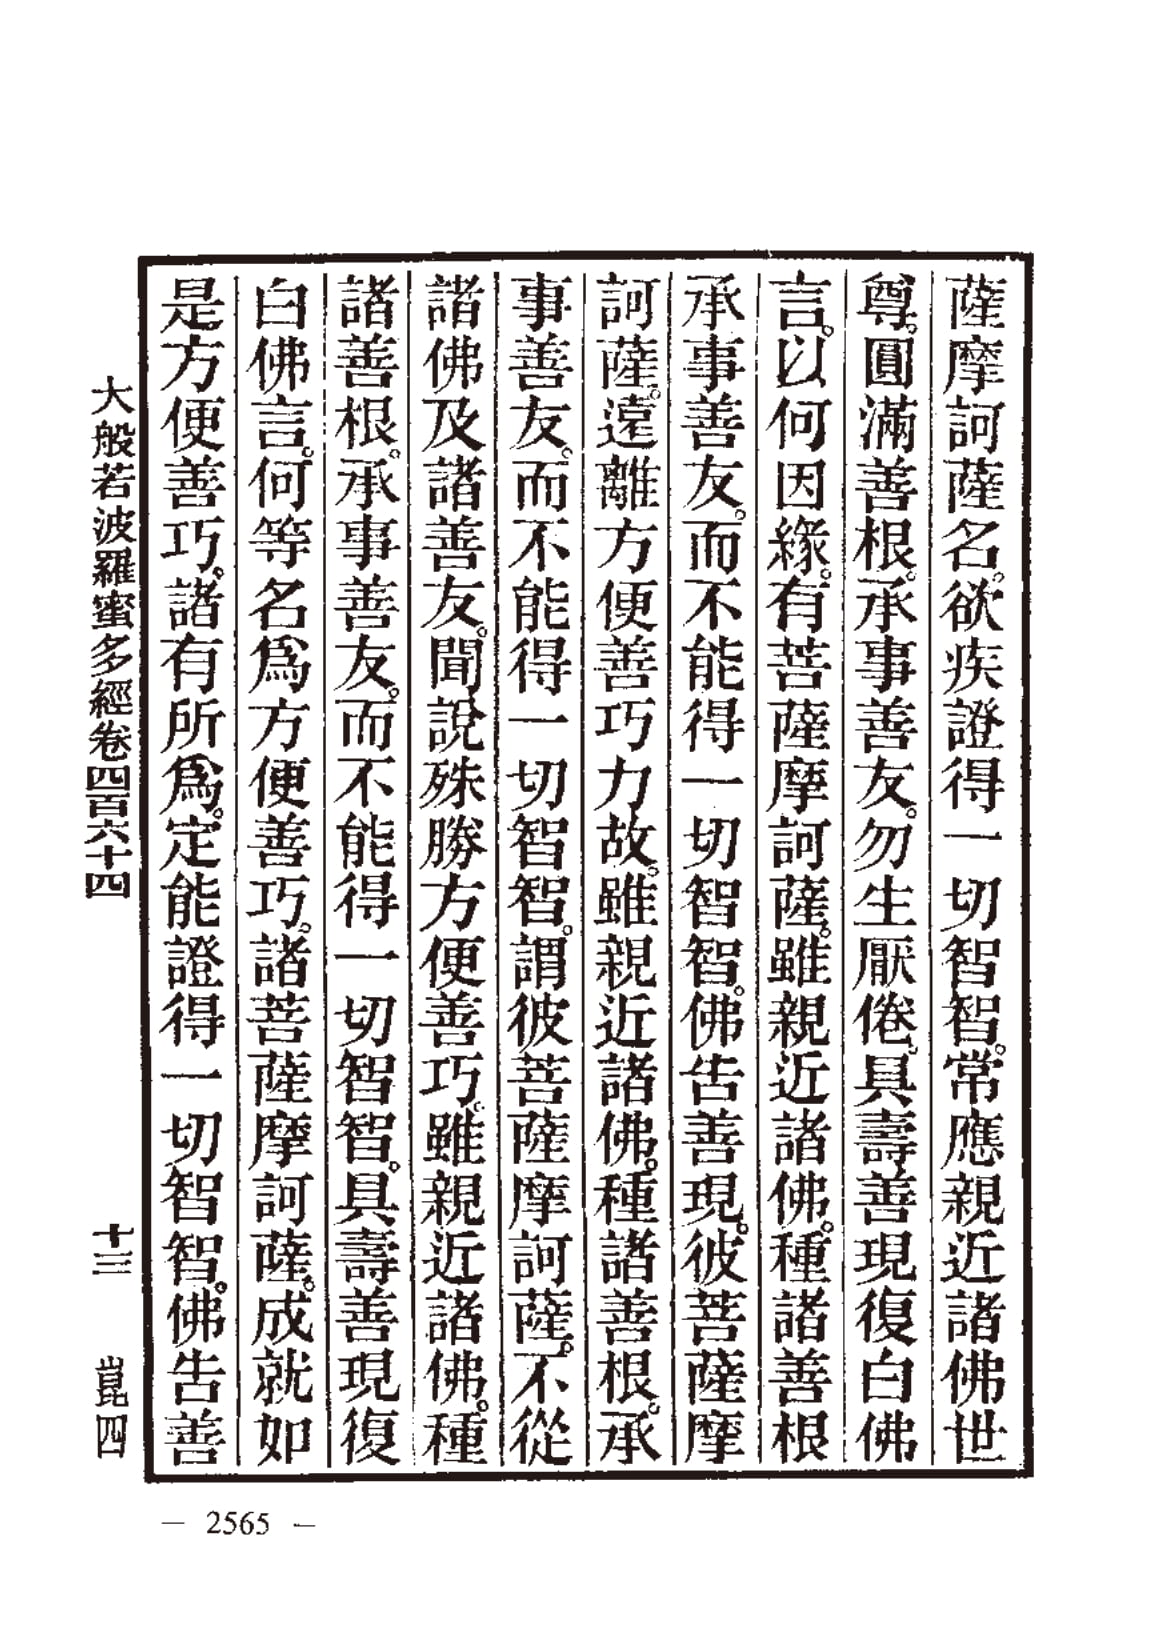 薩摩訶薩名。欲疾證得一切智智。常應親近諸佛世
尊。圓滿善根。承事善友。勿生厭倦。具壽善現復白佛
言。以何因緣。有菩薩摩訶薩。雖親近諸佛。種諸善根
承事善友。而不能得一切智智。佛告善現。彼菩薩摩
訶薩。遠離方便善巧力故。雖親近諸佛。種諸善根。承
事善友。而不能得一切智智。謂彼菩薩摩訶薩。不從
諸佛及諸善友。聞說殊勝方便善巧。雖親近諸佛。種
諸善根。承事善友。而不能得一切智智。具壽善現復
白佛言。何等名爲方便善巧。諸菩薩摩訶薩。成就如
是方便善巧。諸有所爲。定能證得一切智智。佛告善
大般若波羅蜜多經卷四百六十四 十三 崑四
— 2565 —